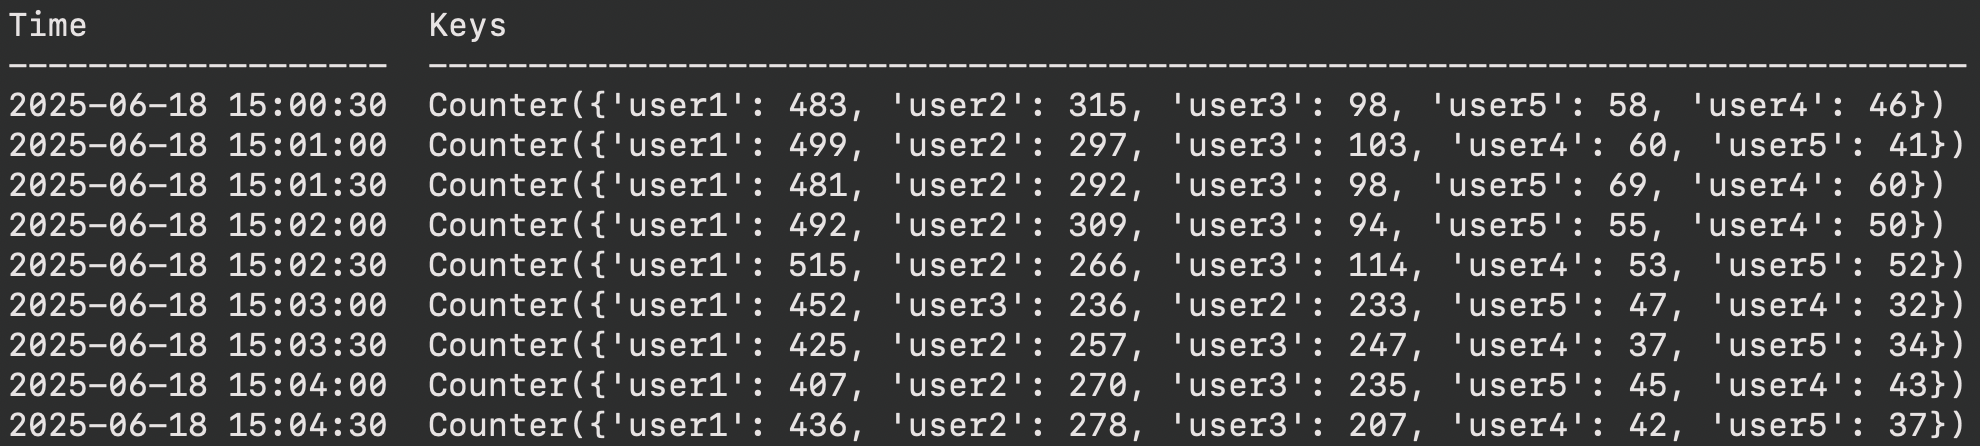 Time Keys
------------------- -----------------------------------------------------------------------------
2025-06-18 15:00:30 Counter({'user1': 483, 'user2': 315, 'user3': 98, 'user5': 58, 'user4': 46})
2025-06-18 15:01:00 Counter({'user1': 499, 'user2': 297, 'user3': 103, 'user4': 60, 'user5': 41})
2025-06-18 15:01:30 Counter({'user1': 481, 'user2': 292, 'user3': 98, 'user5': 69, 'user4': 60})
2025-06-18 15:02:00 Counter({'user1': 492, 'user2': 309, 'user3': 94, 'user5': 55, 'user4': 50})
2025-06-18 15:02:30 Counter({'user1': 515, 'user2': 266, 'user3': 114, 'user4': 53, 'user5': 52})
2025-06-18 15:03:00 Counter({'user1': 452, 'user3': 236, 'user2': 233, 'user5': 47, 'user4': 32})
2025-06-18 15:03:30 Counter({'user1': 425, 'user2': 257, 'user3': 247, 'user4': 37, 'user5': 34})
2025-06-18 15:04:00 Counter({'user1': 407, 'user2': 270, 'user3': 235, 'user5': 45, 'user4': 43})
2025-06-18 15:04:30 Counter({'user1': 436, 'user2': 278, 'user3': 207, 'user4': 42, 'user5': 37})